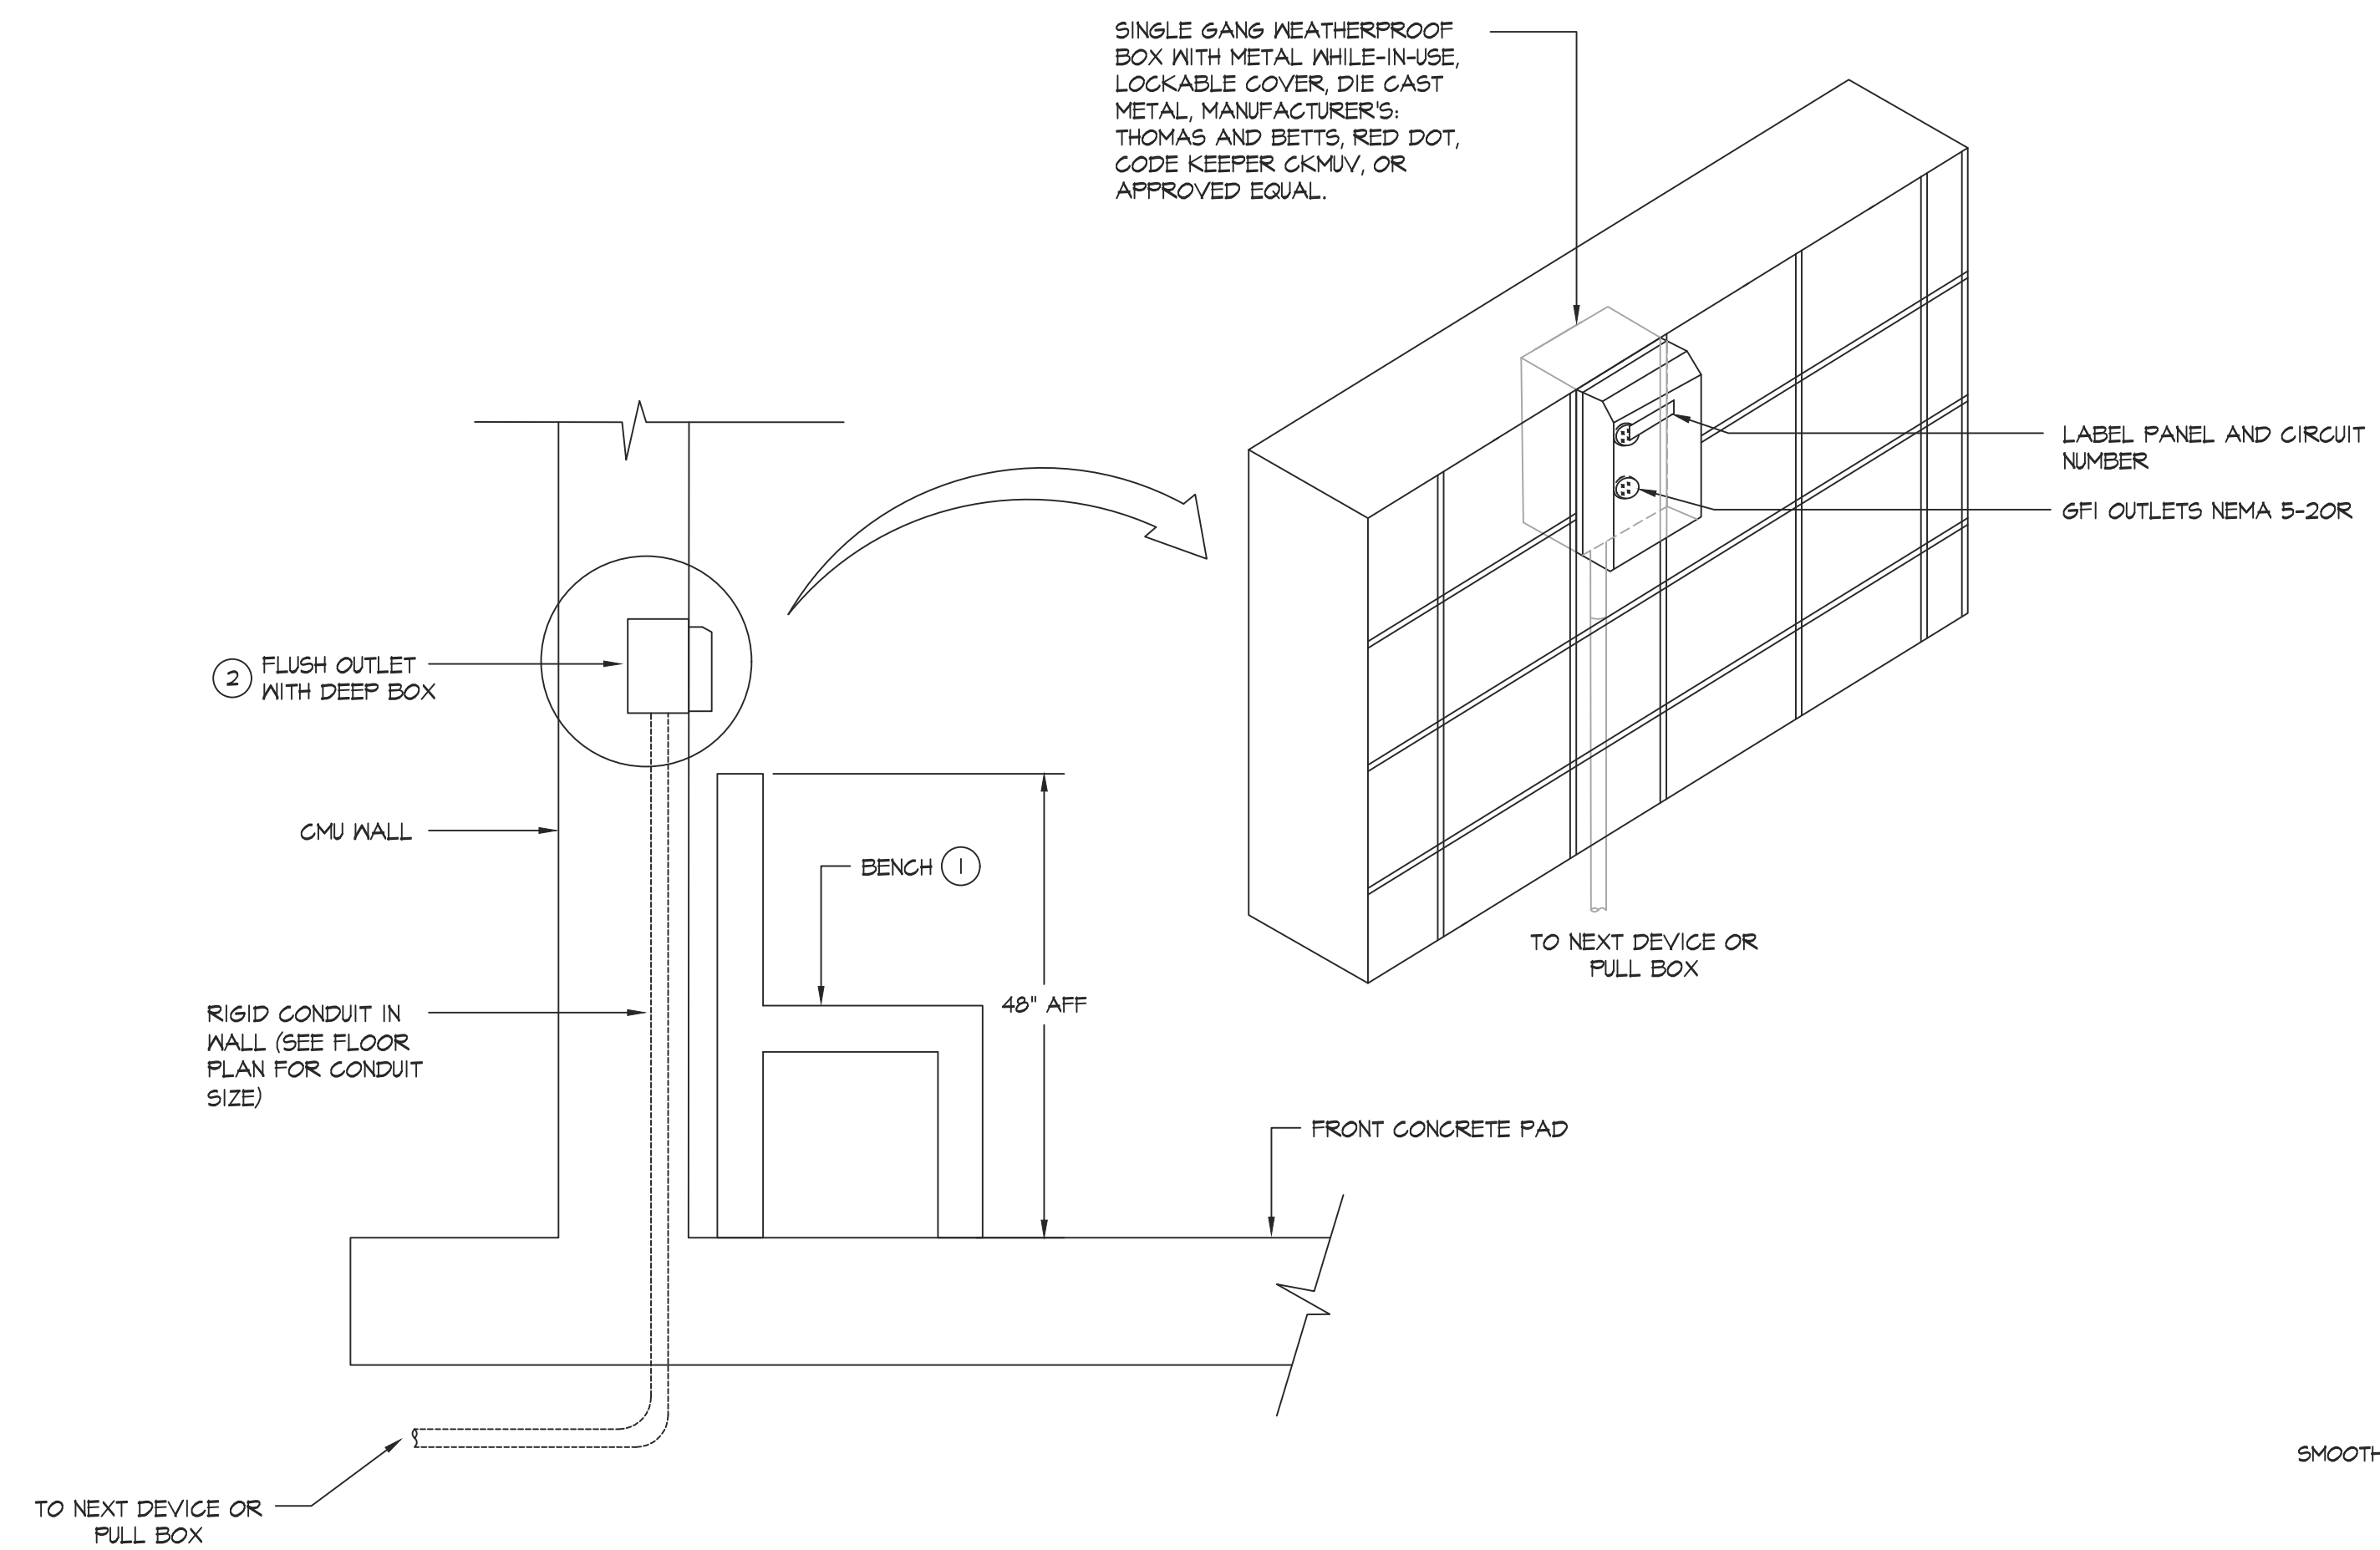 SINGLE GANG WEATHERPROOF
BOX WITH METAL WHILE-IN-USE,
LOCKABLE COVER, DIE CAST
METAL, MANUFACTURER'S:
THOMAS AND BETTS, RED DOT,
CODE KEEPER CKMUV, OR
APPROVED EQUAL.
LABEL PANEL AND CIRCUIT
NUMBER
GFI OUTLETS NEMA 5-20R
2
FLUSH OUTLET
WITH DEEP BOX
CMU WALL
BENCH 1
TO NEXT DEVICE OR
PULL BOX
48" AFF
RIGID CONDUIT IN
WALL (SEE FLOOR
PLAN FOR CONDUIT
SIZE)
FRONT CONCRETE PAD
SMOOTH
TO NEXT DEVICE OR
PULL BOX